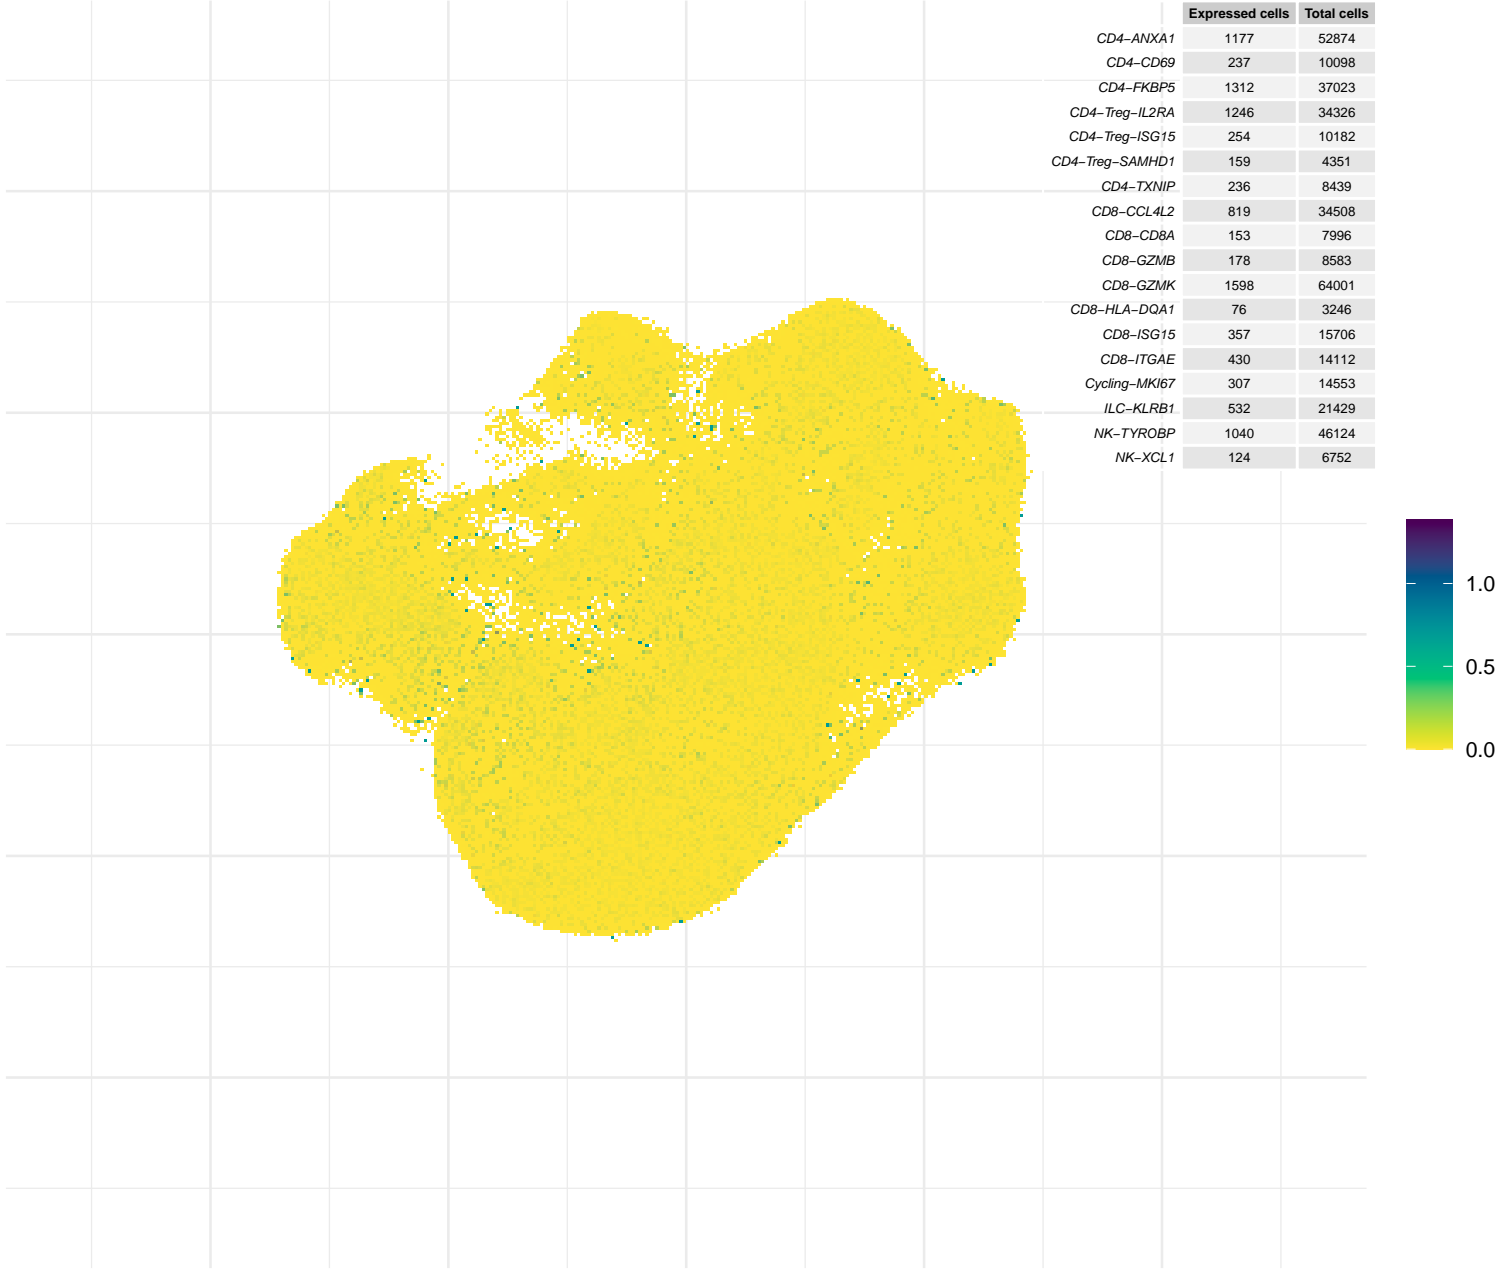 Expressed cells Total cells
CD4−ANXA1 1177 52874
CD4−CD69 237 10098
CD4−FKBP5 1312 37023
CD4−Treg−IL2RA 1246 34326
CD4−Treg−ISG15 254 10182
CD4−Treg−SAMHD1 159 4351
CD4−TXNIP 236 8439
CD8−CCL4L2 819 34508
CD8−CD8A 153 7996
CD8−GZMB 178 8583
CD8−GZMK 1598 64001
CD8−HLA−DQA1 76 3246
CD8−ISG15 357 15706
CD8−ITGAE 430 14112
Cycling−MKI67 307 14553
ILC−KLRB1 532 21429
NK−TYROBP 1040 46124
NK−XCL1 124 6752
1.0
0.5
0.0